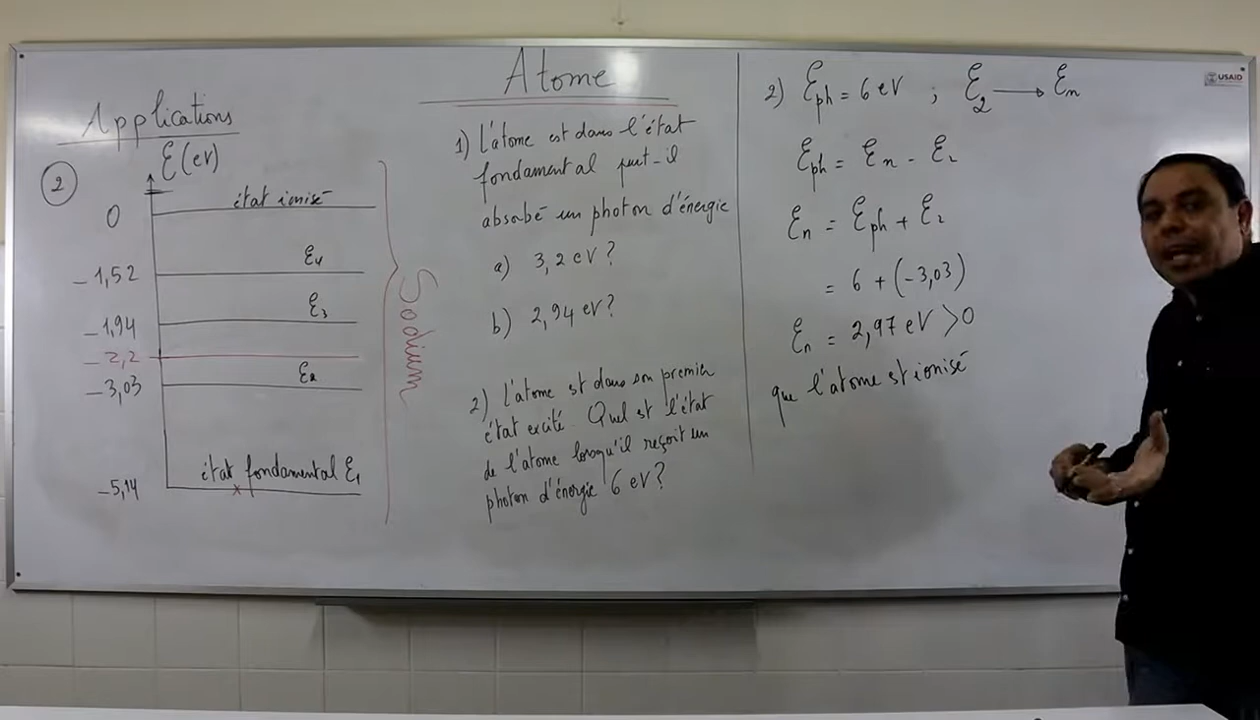 Atome
Applications
2
E(eV)
0
état ionisé
- 1,52
E4
- 1,94
E3
- 2,2
- 3,03
E2
- 5,14
état fondamental E1
x
Sodium
1) L'atome est dans l'état
fondamental peut-il
absobé un photon d'énergie
a) 3,2 eV ?
b) 2,94 eV ?
2) L'atome st dans son premier
état excité. Quel st l'état
de l'atome lorsqu'il reçoit un
photon d'énergie 6 eV ?
2) Eph = 6 eV ; E2 → En
Eph = En - E2
En = Eph + E2
= 6 + (-3,03)
En = 2,97 eV > 0
que l'atome st ionisé
USAID